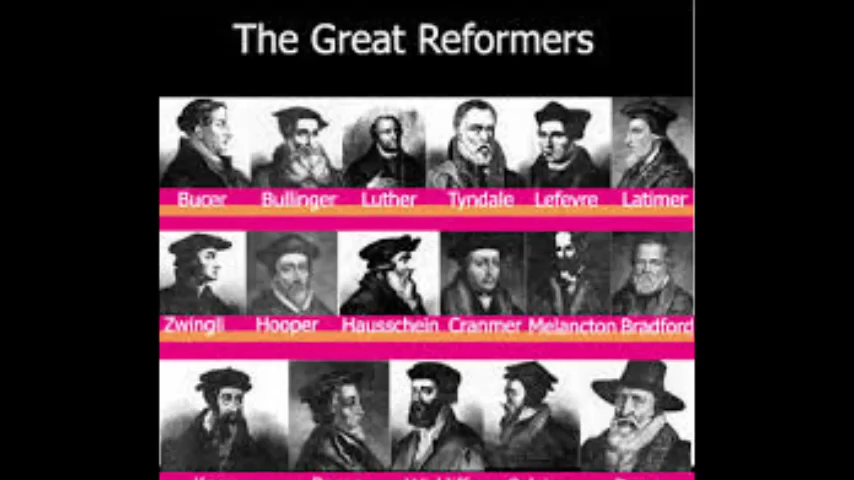 The Great Reformers
Bucer Bullinger Luther Tyndale Lefevre Latimer
Zwingli Hooper Hausschein Cranmer Melancton Bradford